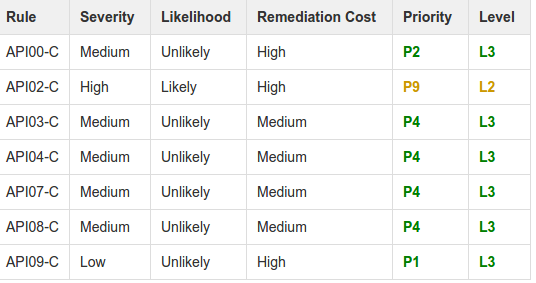 Rule Severity Likelihood Remediation Cost Priority Level
API00-C Medium Unlikely High P2 L3
API02-C High Likely High P9 L2
API03-C Medium Unlikely Medium P4 L3
API04-C Medium Unlikely Medium P4 L3
API07-C Medium Unlikely Medium P4 L3
API08-C Medium Unlikely Medium P4 L3
API09-C Low Unlikely High P1 L3